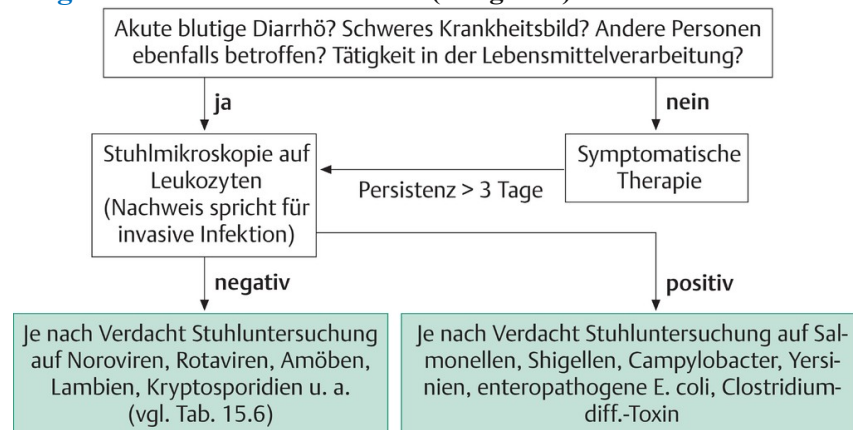 Akute blutige Diarrhö? Schweres Krankheitsbild? Andere Personen
ebenfalls betroffen? Tätigkeit in der Lebensmittelverarbeitung?
ja
nein
Stuhlmikroskopie auf
Leukozyten
(Nachweis spricht für
invasive Infektion)
Persistenz > 3 Tage
Symptomatische
Therapie
negativ
positiv
Je nach Verdacht Stuhluntersuchung
auf Noroviren, Rotaviren, Amöben,
Lambien, Kryptosporidien u. a.
(vgl. Tab. 15.6)
Je nach Verdacht Stuhluntersuchung auf Sal-
monellen, Shigellen, Campylobacter, Yersi-
nien, enteropathogene E. coli, Clostridium-
diff.-Toxin